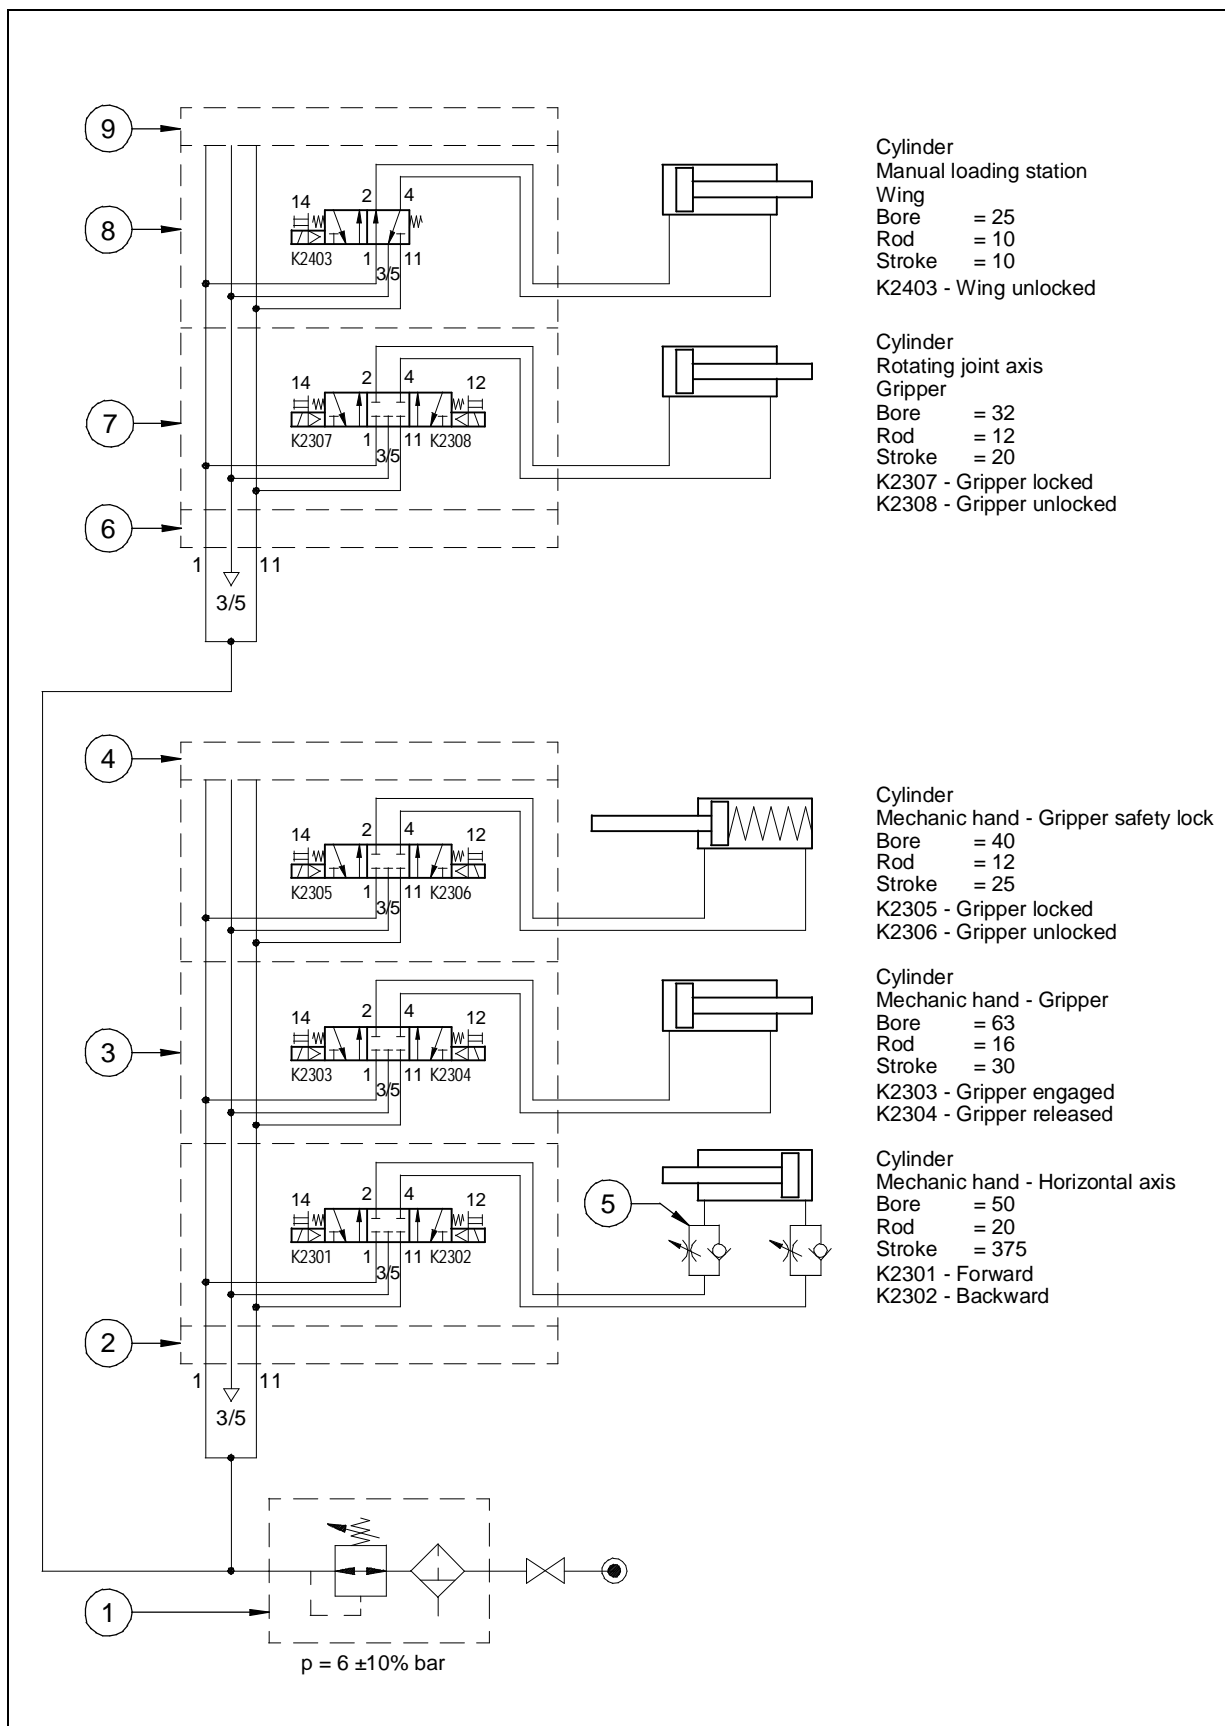 9
Cylinder
Manual loading station
Wing
Bore = 25
Rod = 10
Stroke = 10
K2403 - Wing unlocked
8
14
2
4
K2403
1
3/5
11
Cylinder
Rotating joint axis
Gripper
Bore = 32
Rod = 12
Stroke = 20
K2307 - Gripper locked
K2308 - Gripper unlocked
7
14
2
4
12
K2307
1
3/5
11
K2308
6
1
11
3/5
4
Cylinder
Mechanic hand - Gripper safety lock
Bore = 40
Rod = 12
Stroke = 25
K2305 - Gripper locked
K2306 - Gripper unlocked
14
2
4
12
K2305
1
3/5
11
K2306
Cylinder
Mechanic hand - Gripper
Bore = 63
Rod = 16
Stroke = 30
K2303 - Gripper engaged
K2304 - Gripper released
3
14
2
4
12
K2303
1
3/5
11
K2304
Cylinder
Mechanic hand - Horizontal axis
Bore = 50
Rod = 20
Stroke = 375
K2301 - Forward
K2302 - Backward
5
14
2
4
12
K2301
1
3/5
11
K2302
2
1
11
3/5
1
p = 6 ±10% bar